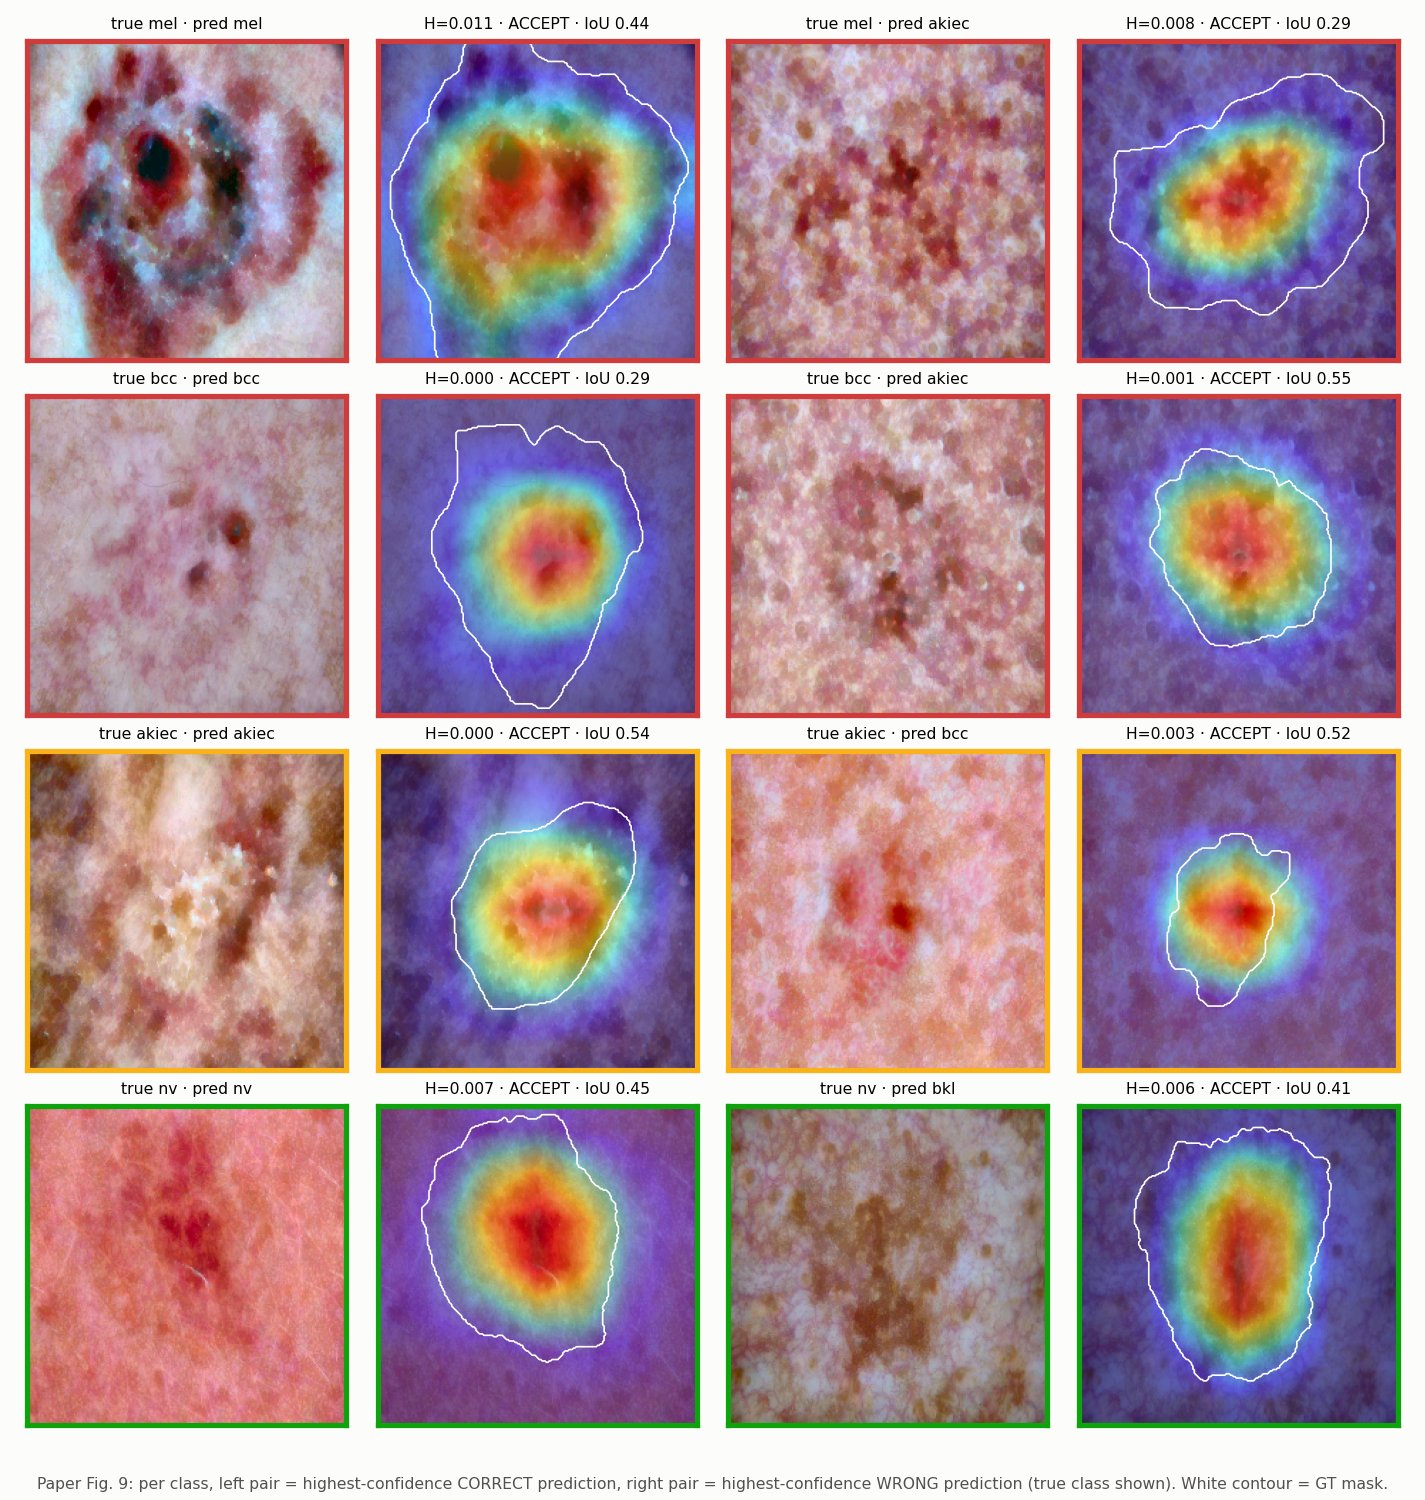 true mel · pred mel
H=0.011 · ACCEPT · IoU 0.44
true mel · pred akiec
H=0.008 · ACCEPT · IoU 0.29
true bcc · pred bcc
H=0.000 · ACCEPT · IoU 0.29
true bcc · pred akiec
H=0.001 · ACCEPT · IoU 0.55
true akiec · pred akiec
H=0.000 · ACCEPT · IoU 0.54
true akiec · pred bcc
H=0.003 · ACCEPT · IoU 0.52
true nv · pred nv
H=0.007 · ACCEPT · IoU 0.45
true nv · pred bkl
H=0.006 · ACCEPT · IoU 0.41
Paper Fig. 9: per class, left pair = highest-confidence CORRECT prediction, right pair = highest-confidence WRONG prediction (true class shown). White contour = GT mask.